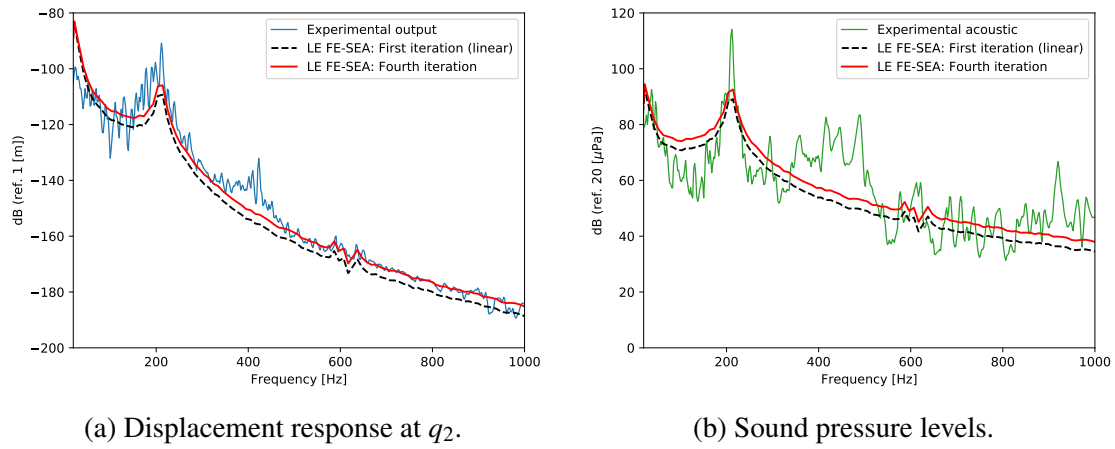 −80
−100
−120
−140
−160
−180
−200
dB (ref. 1 [m])
200
400
600
800
1000
Frequency [Hz]
Experimental output
LE FE-SEA: First iteration (linear)
LE FE-SEA: Fourth iteration
(a) Displacement response at q2.
120
100
80
60
40
20
0
dB (ref. 20 [μPa])
200
400
600
800
1000
Frequency [Hz]
Experimental acoustic
LE FE-SEA: First iteration (linear)
LE FE-SEA: Fourth iteration
(b) Sound pressure levels.